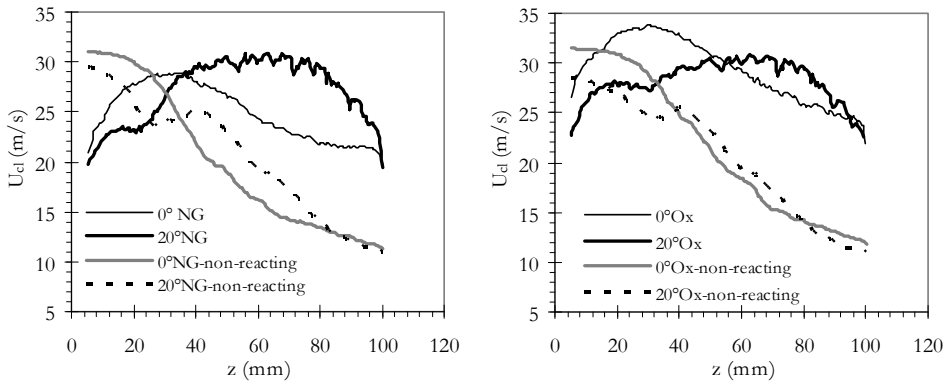 35
30
25
20
15
10
5
U_cl (m/s)
0° NG
20°NG
0°NG-non-reacting
20°NG-non-reacting
0 20 40 60 80 100 120
z (mm)
35
30
25
20
15
10
5
U_cl (m/s)
0°Ox
20°Ox
0°Ox-non-reacting
20°Ox-non-reacting
0 20 40 60 80 100 120
z (mm)